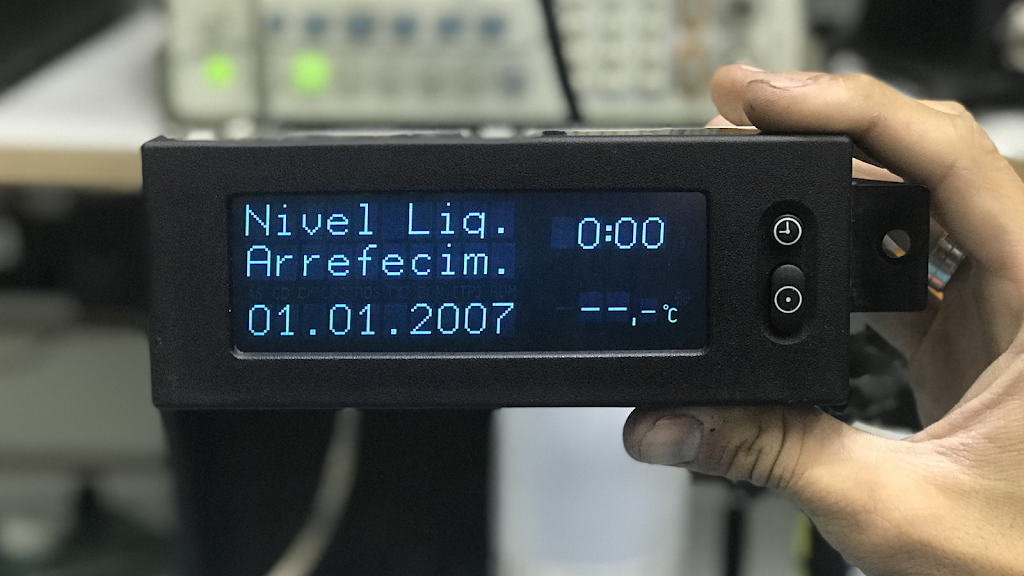 Nivel Liq.
Arrefecim.
01.01.2007
0:00
--,-°C